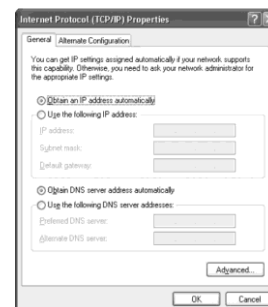 Internet Protocol (TCP/IP) Properties
General Alternate Configuration
You can get IP settings assigned automatically if your network supports
this capability. Otherwise, you need to ask your network administrator for
the appropriate IP settings.
Obtain an IP address automatically
Use the following IP address:
IP address:
Subnet mask:
Default gateway:
Obtain DNS server address automatically
Use the following DNS server addresses:
Preferred DNS server:
Alternate DNS server:
Advanced...
OK Cancel